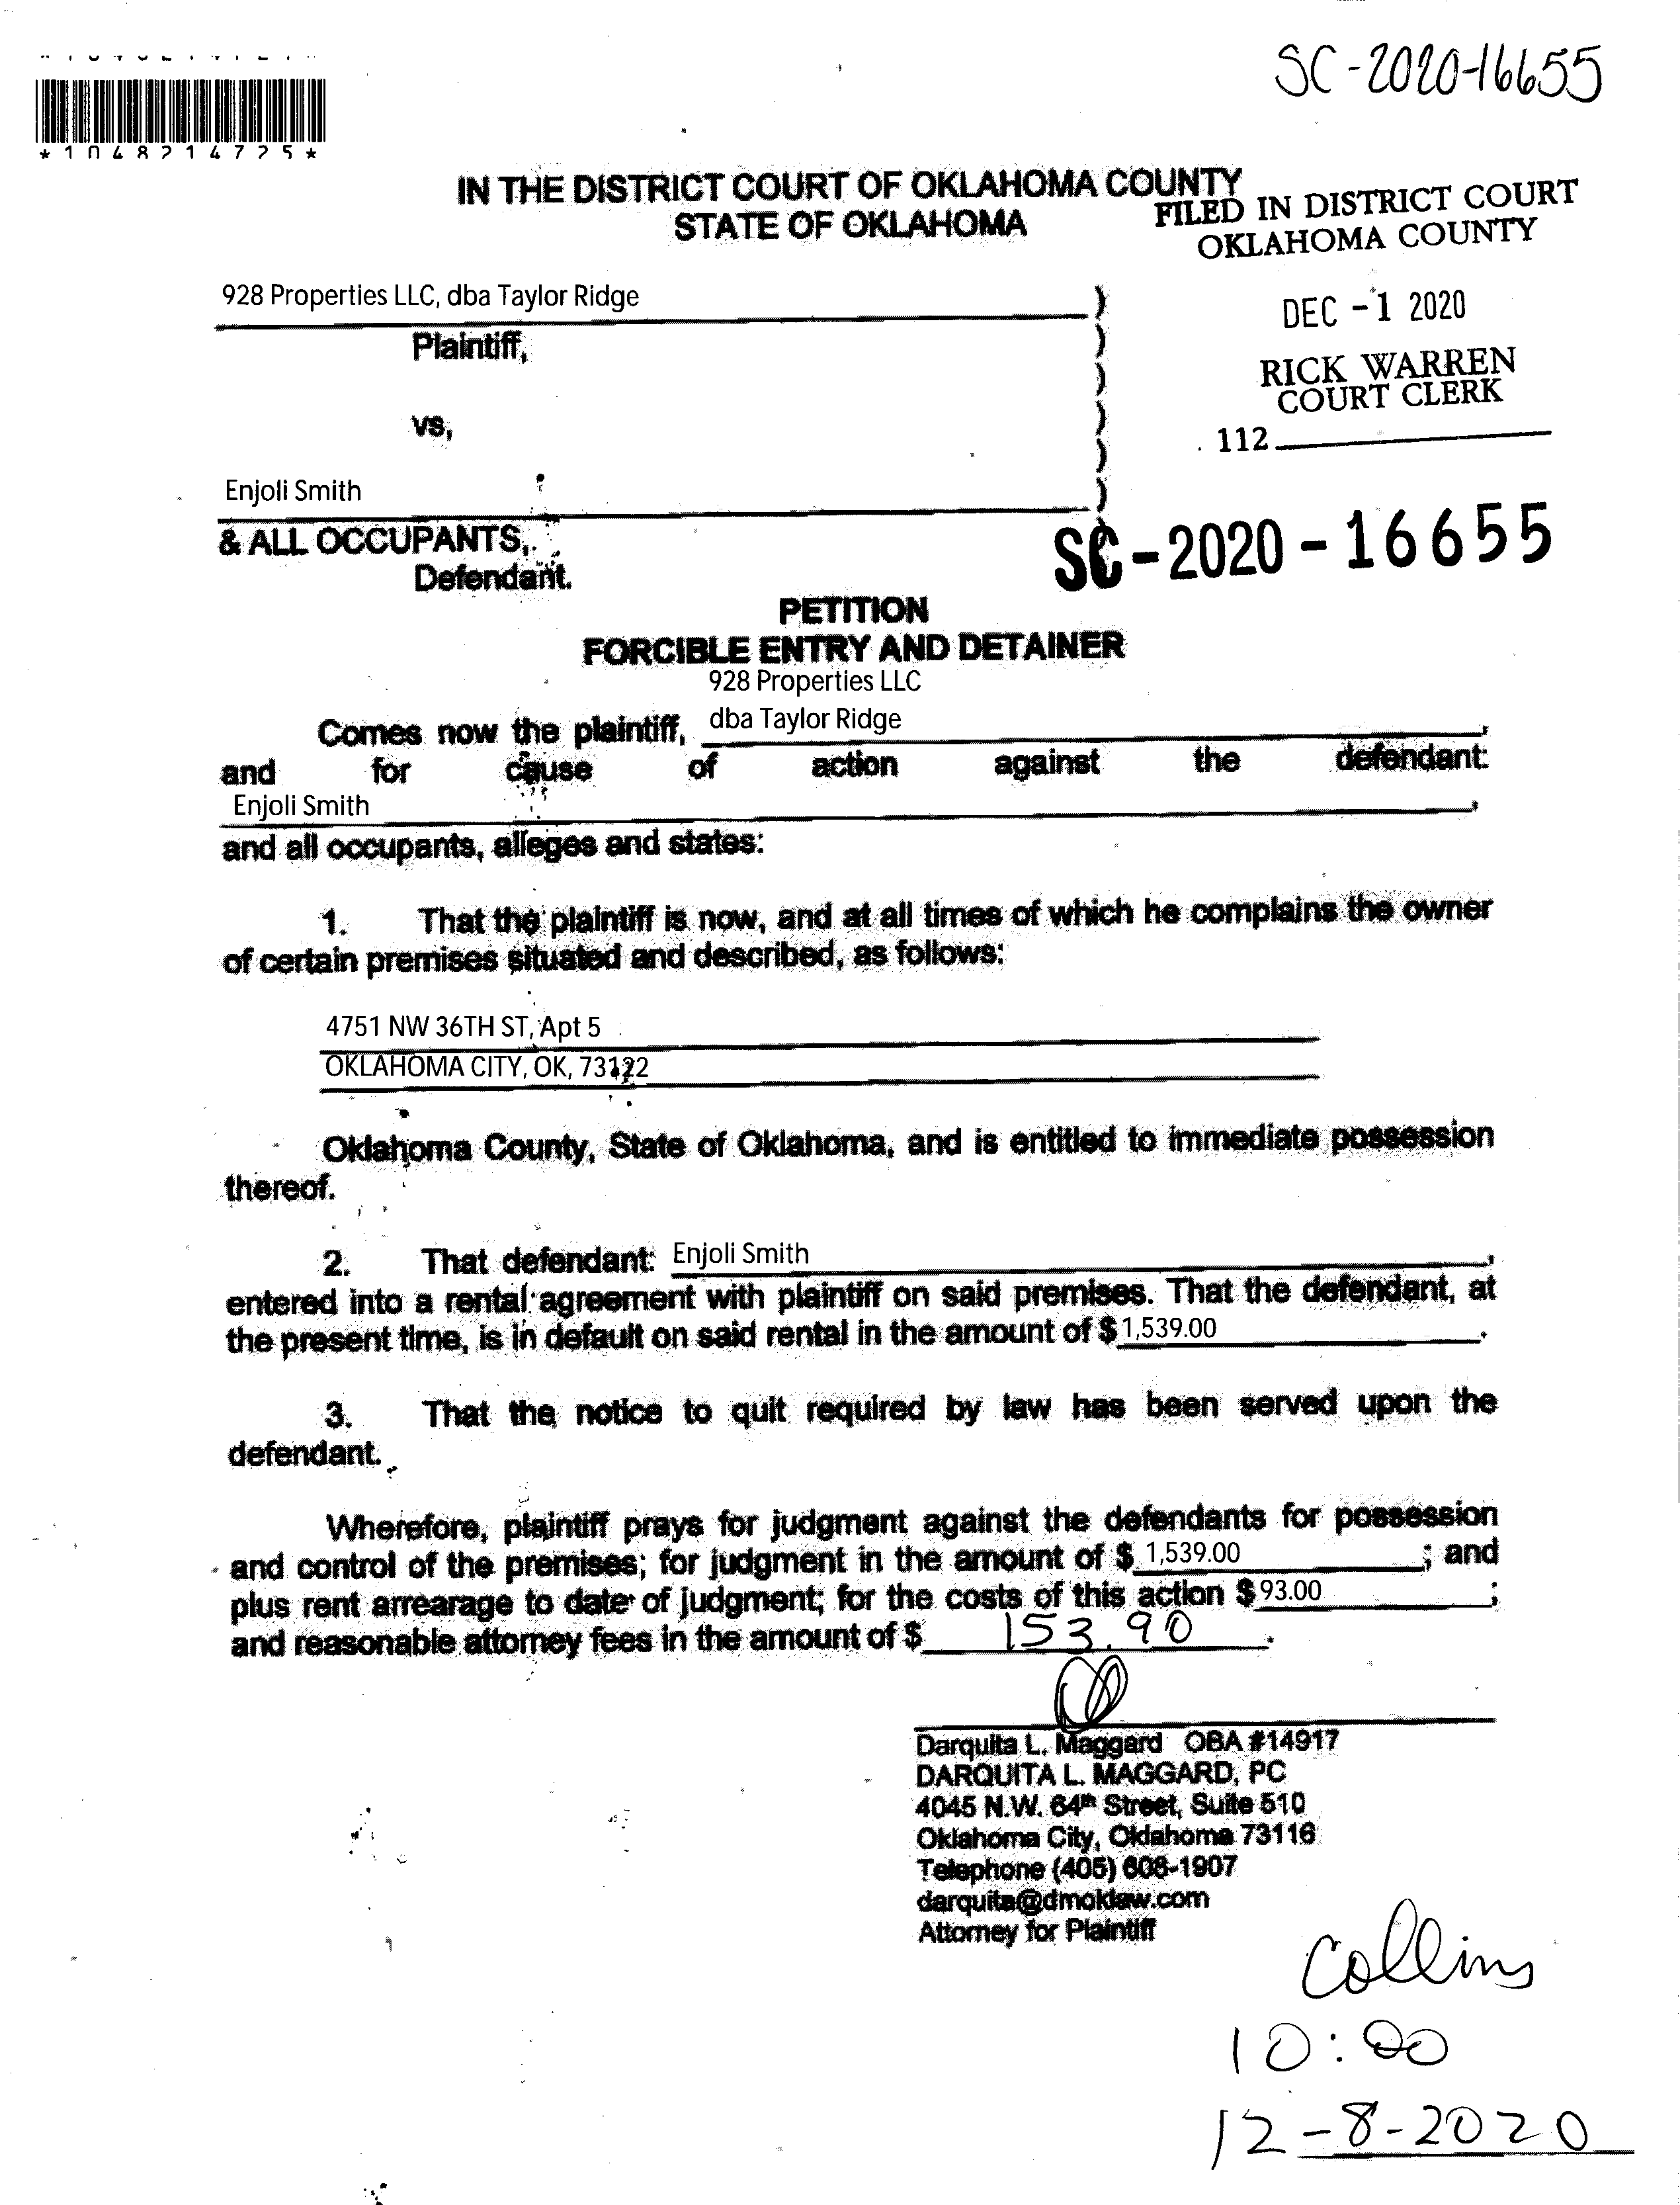 SC-2020-16655
*1048214725*
IN THE DISTRICT COURT OF OKLAHOMA COUNTY
STATE OF OKLAHOMA
FILED IN DISTRICT COURT
OKLAHOMA COUNTY
928 Properties LLC, dba Taylor Ridge )
DEC -1 2020
Plaintiff, )
RICK WARREN
COURT CLERK
)
vs, )
112
)
Enjoli Smith )
& ALL OCCUPANTS,
SC-2020-16655
Defendant.
PETITION
FORCIBLE ENTRY AND DETAINER
928 Properties LLC
Comes now the plaintiff, dba Taylor Ridge,
and for cause of action against the defendant:
Enjoli Smith,
and all occupants, alleges and states:
1. That the plaintiff is now, and at all times of which he complains the owner
of certain premises situated and described, as follows:
4751 NW 36TH ST, Apt 5
OKLAHOMA CITY, OK, 73122
Oklahoma County, State of Oklahoma, and is entitled to immediate possession
thereof.
2. That defendant: Enjoli Smith,
entered into a rental agreement with plaintiff on said premises. That the defendant, at
the present time, is in default on said rental in the amount of $ 1,539.00.
3. That the notice to quit required by law has been served upon the
defendant.
Wherefore, plaintiff prays for judgment against the defendants for possession
and control of the premises; for judgment in the amount of $ 1,539.00; and
plus rent arrearage to date of judgment; for the costs of this action $ 93.00;
and reasonable attorney fees in the amount of $ 153.90.
Darquita L. Maggard OBA #14917
DARQUITA L. MAGGARD, PC
4045 N.W. 64th Street, Suite 510
Oklahoma City, Oklahoma 73116
Telephone (405) 608-1907
darquita@dmoklaw.com
Attorney for Plaintiff
Collins
10:00
12-8-2020